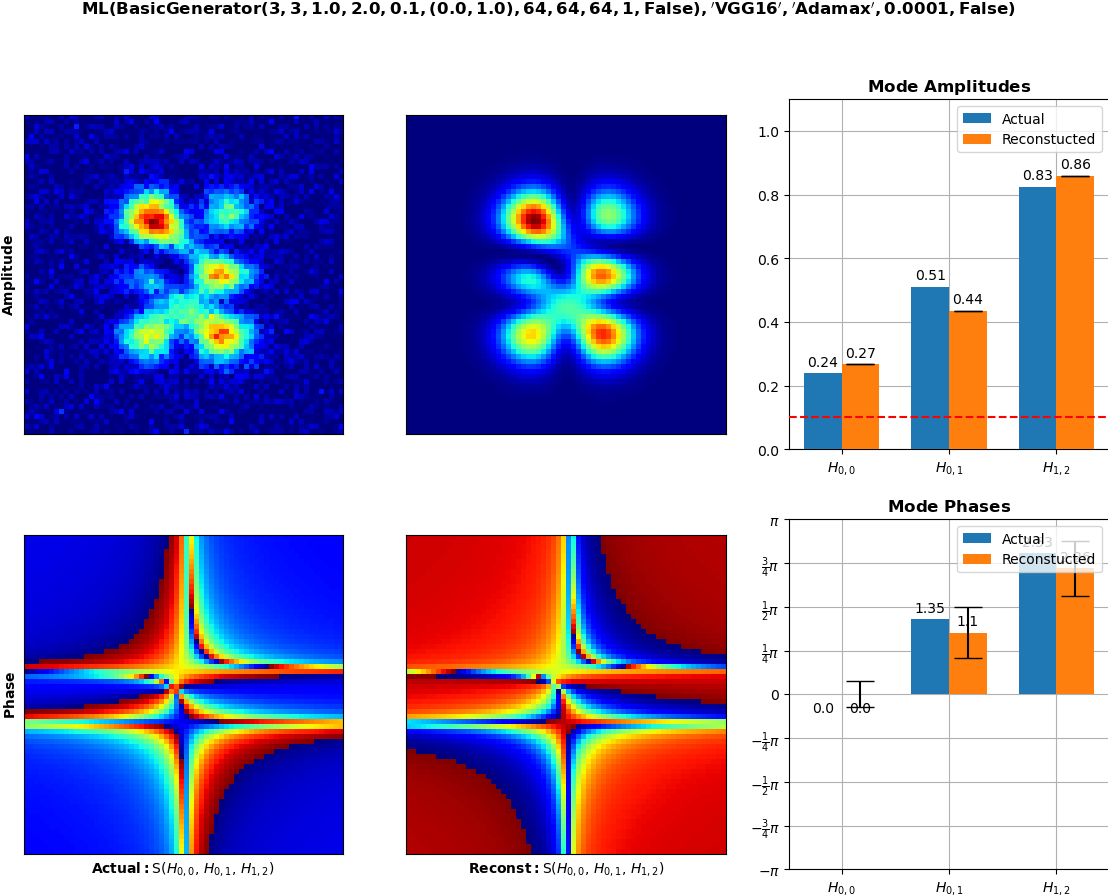 ML(BasicGenerator(3, 3, 1.0, 2.0, 0.1, (0.0, 1.0), 64, 64, 64, 1, False), 'VGG16', 'Adamax', 0.0001, False)
Amplitude
Mode Amplitudes
Actual
Reconstucted
1.0
0.8
0.6
0.4
0.2
0.0
0.24
0.27
0.51
0.44
0.83
0.86
H₀,₀
H₀,₁
H₁,₂
Phase
Actual: S(H₀,₀, H₀,₁, H₁,₂)
Reconst: S(H₀,₀, H₀,₁, H₁,₂)
Mode Phases
Actual
Reconstucted
π
3/4π
1/2π
1/4π
0
−1/4π
−1/2π
−3/4π
−π
0.0
0.0
1.35
1.1
H₀,₀
H₀,₁
H₁,₂